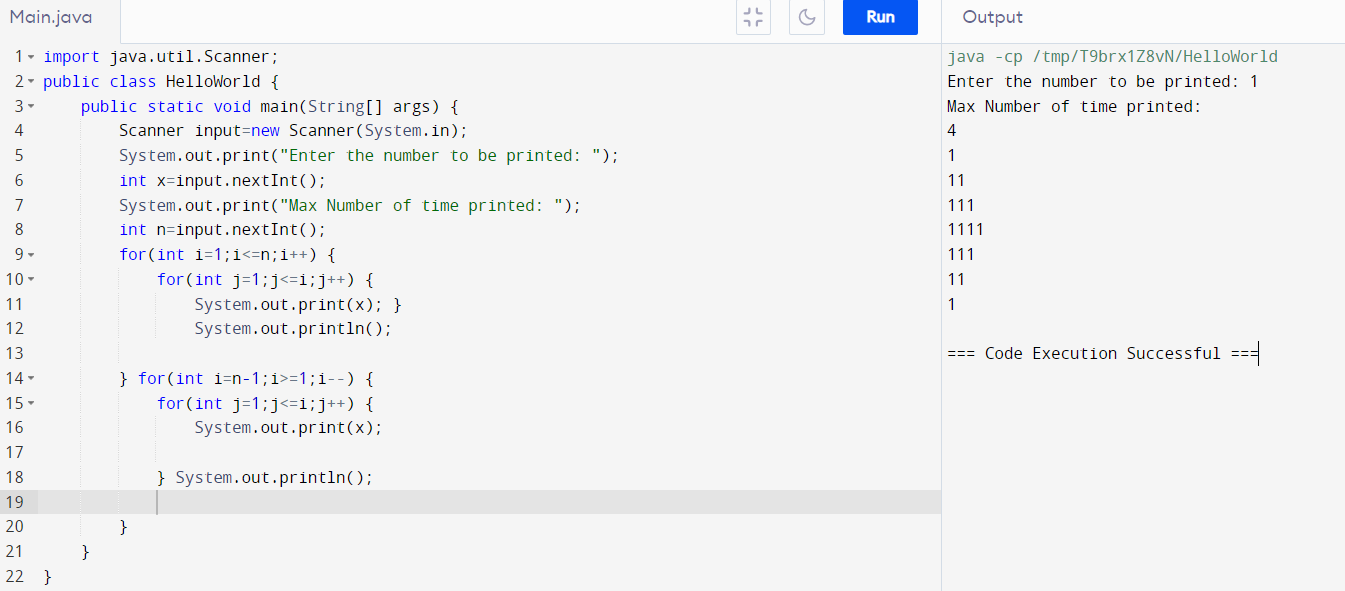 Main.java
Run
Output
1 import java.util.Scanner;
2 public class HelloWorld {
3     public static void main(String[] args) {
4         Scanner input=new Scanner(System.in);
5         System.out.print("Enter the number to be printed: ");
6         int x=input.nextInt();
7         System.out.print("Max Number of time printed: ");
8         int n=input.nextInt();
9         for(int i=1;i<=n;i++) {
10             for(int j=1;j<=i;j++) {
11                 System.out.print(x); }
12                 System.out.println();
13
14         } for(int i=n-1;i>=1;i--) {
15             for(int j=1;j<=i;j++) {
16                 System.out.print(x);
17
18             } System.out.println();
19
20         }
21     }
22 }
java -cp /tmp/T9brx1Z8vN/HelloWorld
Enter the number to be printed: 1
Max Number of time printed:
4
1
11
111
1111
111
11
1
=== Code Execution Successful ===